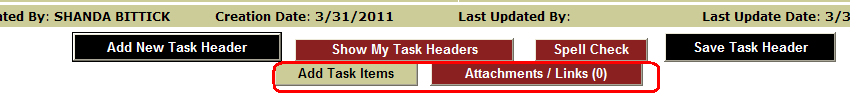 ated By: SHANDA BITTICK Creation Date: 3/31/2011 Last Updated By: Last Update Date: 3/3
Add New Task Header Show My Task Headers Spell Check Save Task Header
Add Task Items Attachments / Links (0)